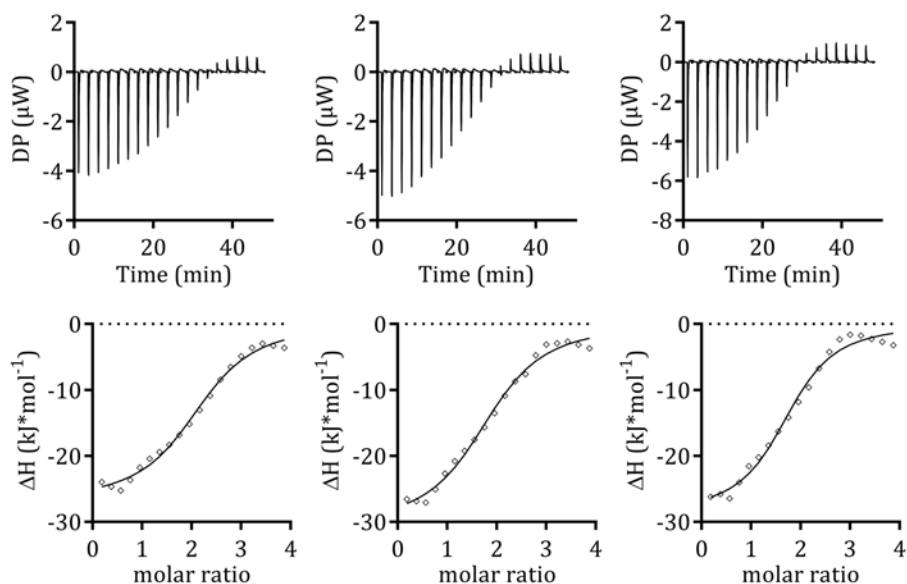 2
0
-2
-4
-6
DP (µW)
0 20 40
Time (min)
2
0
-2
-4
-6
DP (µW)
0 20 40
Time (min)
2
0
-2
-4
-6
-8
DP (µW)
0 20 40
Time (min)
0
-10
-20
-30
ΔH (kJ*mol⁻¹)
0 1 2 3 4
molar ratio
0
-10
-20
-30
ΔH (kJ*mol⁻¹)
0 1 2 3 4
molar ratio
0
-10
-20
-30
ΔH (kJ*mol⁻¹)
0 1 2 3 4
molar ratio